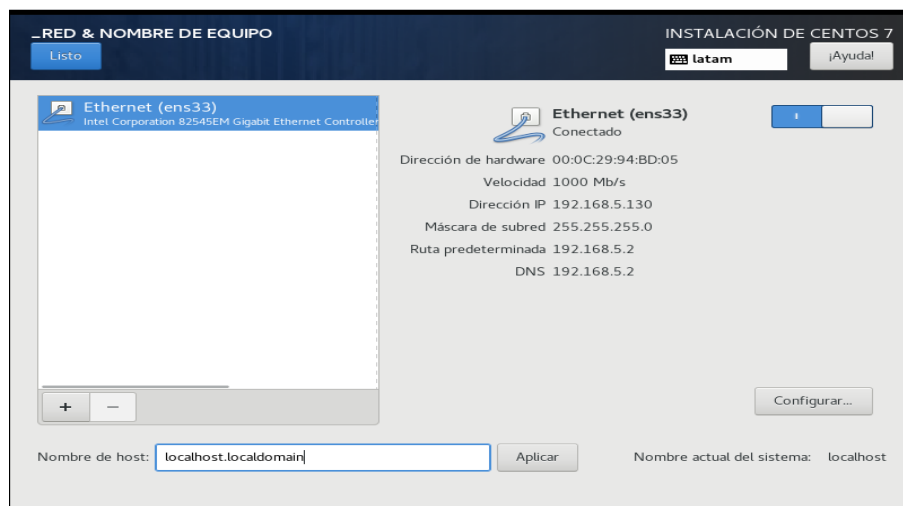 _RED & NOMBRE DE EQUIPO
INSTALACIÓN DE CENTOS 7
Listo
latam
¡Ayuda!
Ethernet (ens33)
Intel Corporation 82545EM Gigabit Ethernet Controller
Ethernet (ens33)
Conectado
Dirección de hardware 00:0C:29:94:BD:05
Velocidad 1000 Mb/s
Dirección IP 192.168.5.130
Máscara de subred 255.255.255.0
Ruta predeterminada 192.168.5.2
DNS 192.168.5.2
+ −
Configurar...
Nombre de host: localhost.localdomain Aplicar Nombre actual del sistema: localhost